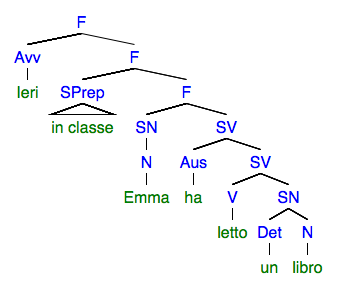 F
Avv F
Ieri SPrep F
in classe SN SV
N Aus SV
Emma ha V SN
letto Det N
un libro